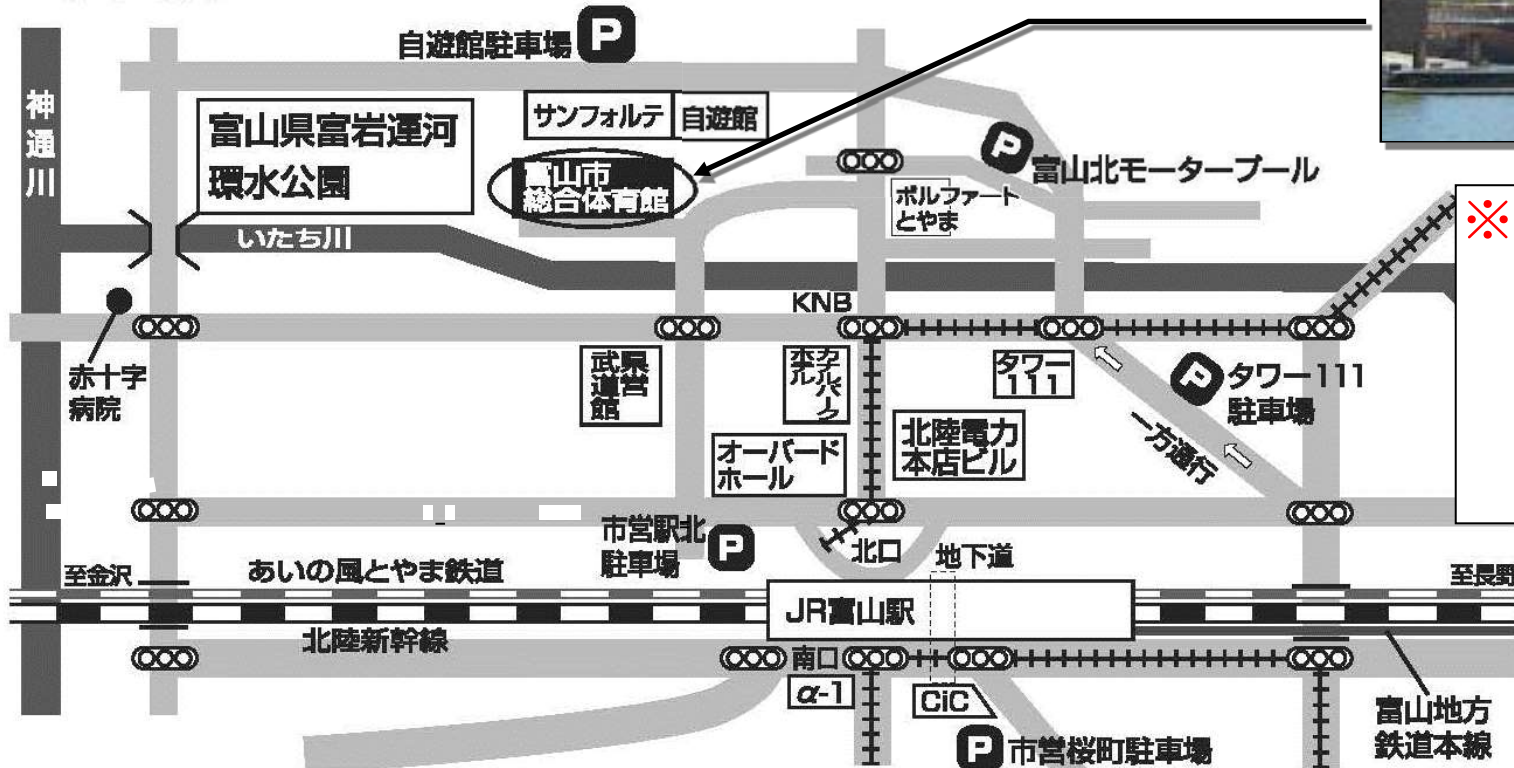 自遊館駐車場 P
神通川
富山県富岩運河
環水公園
サンフォルテ
自遊館
富山市
総合体育館
P
富山北モータープール
ボルファート
とやま
※
いたち川
KNB
赤十字
病院
県営
武道館
カナルパーク
ホテル
タワー
111
P タワー111
駐車場
オーバード
ホール
北陸電力
本店ビル
一方通行
市営駅北
駐車場
P
北口
地下道
至金沢
あいの風とやま鉄道
至長野
JR富山駅
北陸新幹線
南口
α-1
CiC
富山地方
鉄道本線
P 市営桜町駐車場